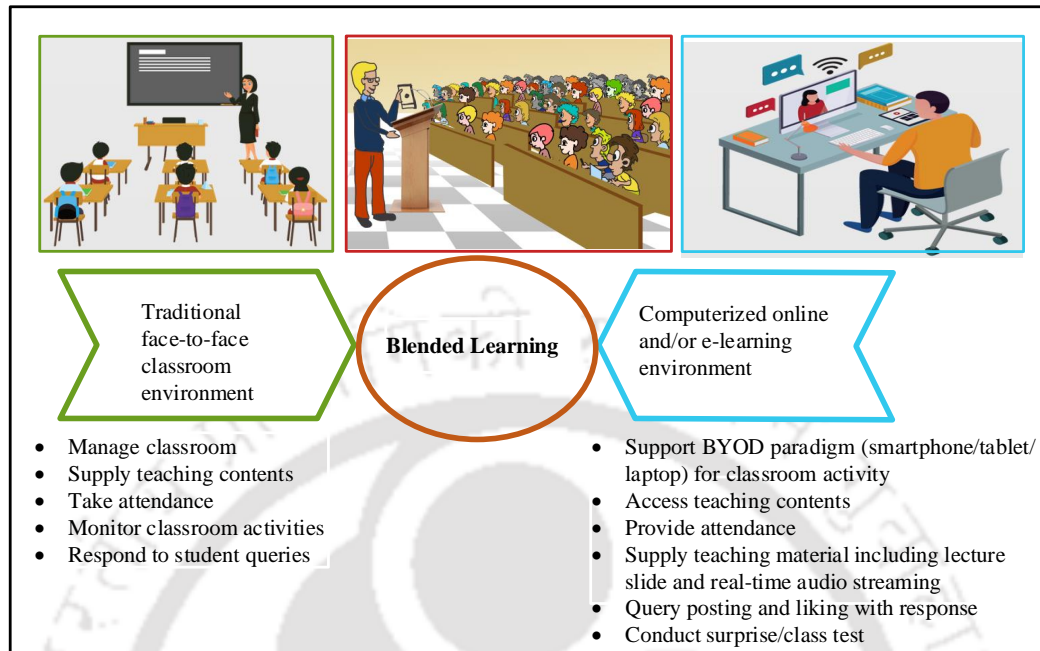 Traditional
face-to-face
classroom
environment
Blended Learning
Computerized online
and/or e-learning
environment
• Manage classroom
• Supply teaching contents
• Take attendance
• Monitor classroom activities
• Respond to student queries
• Support BYOD paradigm (smartphone/tablet/
laptop) for classroom activity
• Access teaching contents
• Provide attendance
• Supply teaching material including lecture
slide and real-time audio streaming
• Query posting and liking with response
• Conduct surprise/class test